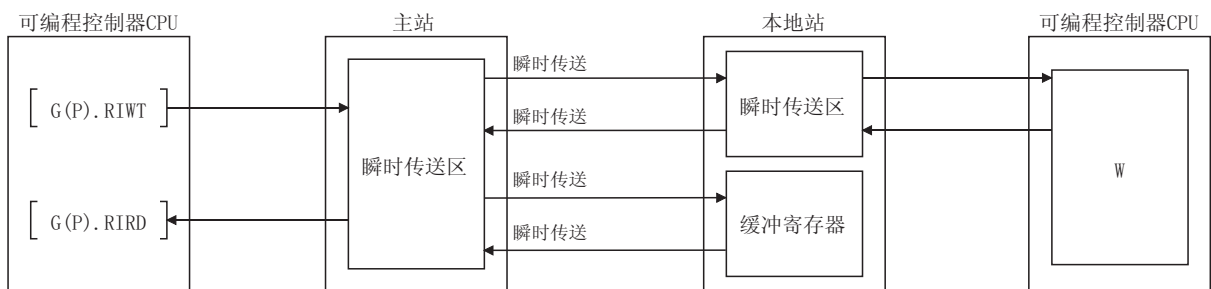 可编程控制器CPU
主站
本地站
可编程控制器CPU
瞬时传送
[ G(P).RIWT ]
瞬时传送区
瞬时传送
瞬时传送区
W
瞬时传送
[ G(P).RIRD ]
缓冲寄存器
瞬时传送